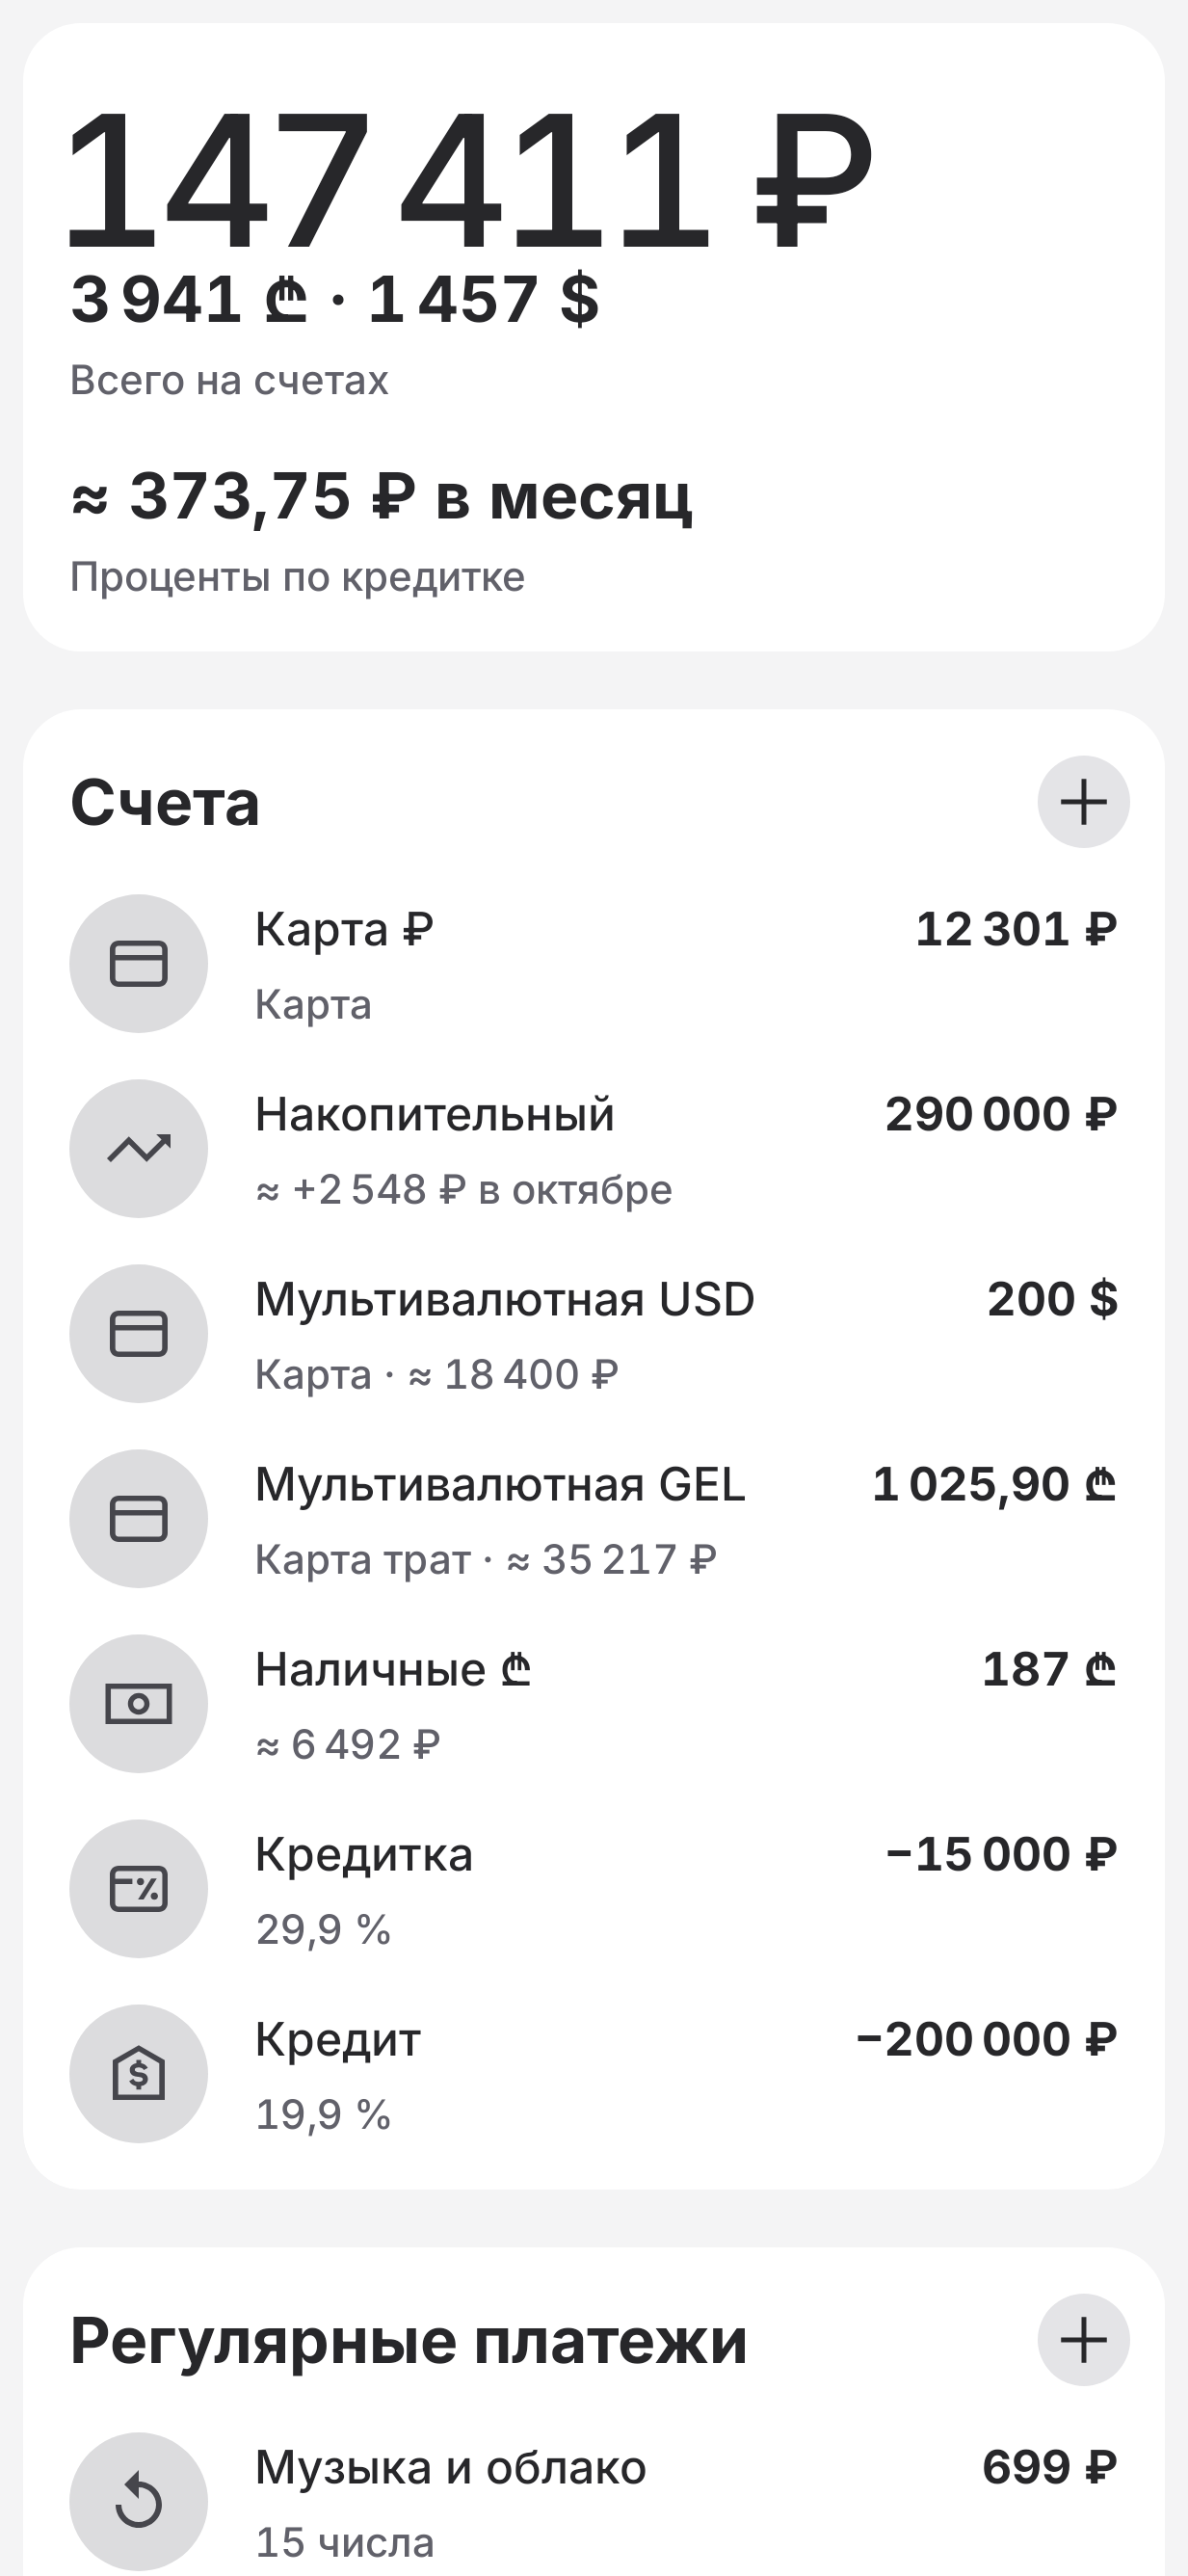 147 411 ₽
3 941 ₾ · 1 457 $
Всего на счетах
≈ 373,75 ₽ в месяц
Проценты по кредитке
Счета
Карта ₽ 12 301 ₽
Карта
Накопительный 290 000 ₽
≈ +2 548 ₽ в октябре
Мультивалютная USD 200 $
Карта · ≈ 18 400 ₽
Мультивалютная GEL 1 025,90 ₾
Карта трат · ≈ 35 217 ₽
Наличные ₾ 187 ₾
≈ 6 492 ₽
Кредитка −15 000 ₽
29,9 %
Кредит −200 000 ₽
19,9 %
Регулярные платежи
Музыка и облако 699 ₽
15 числа